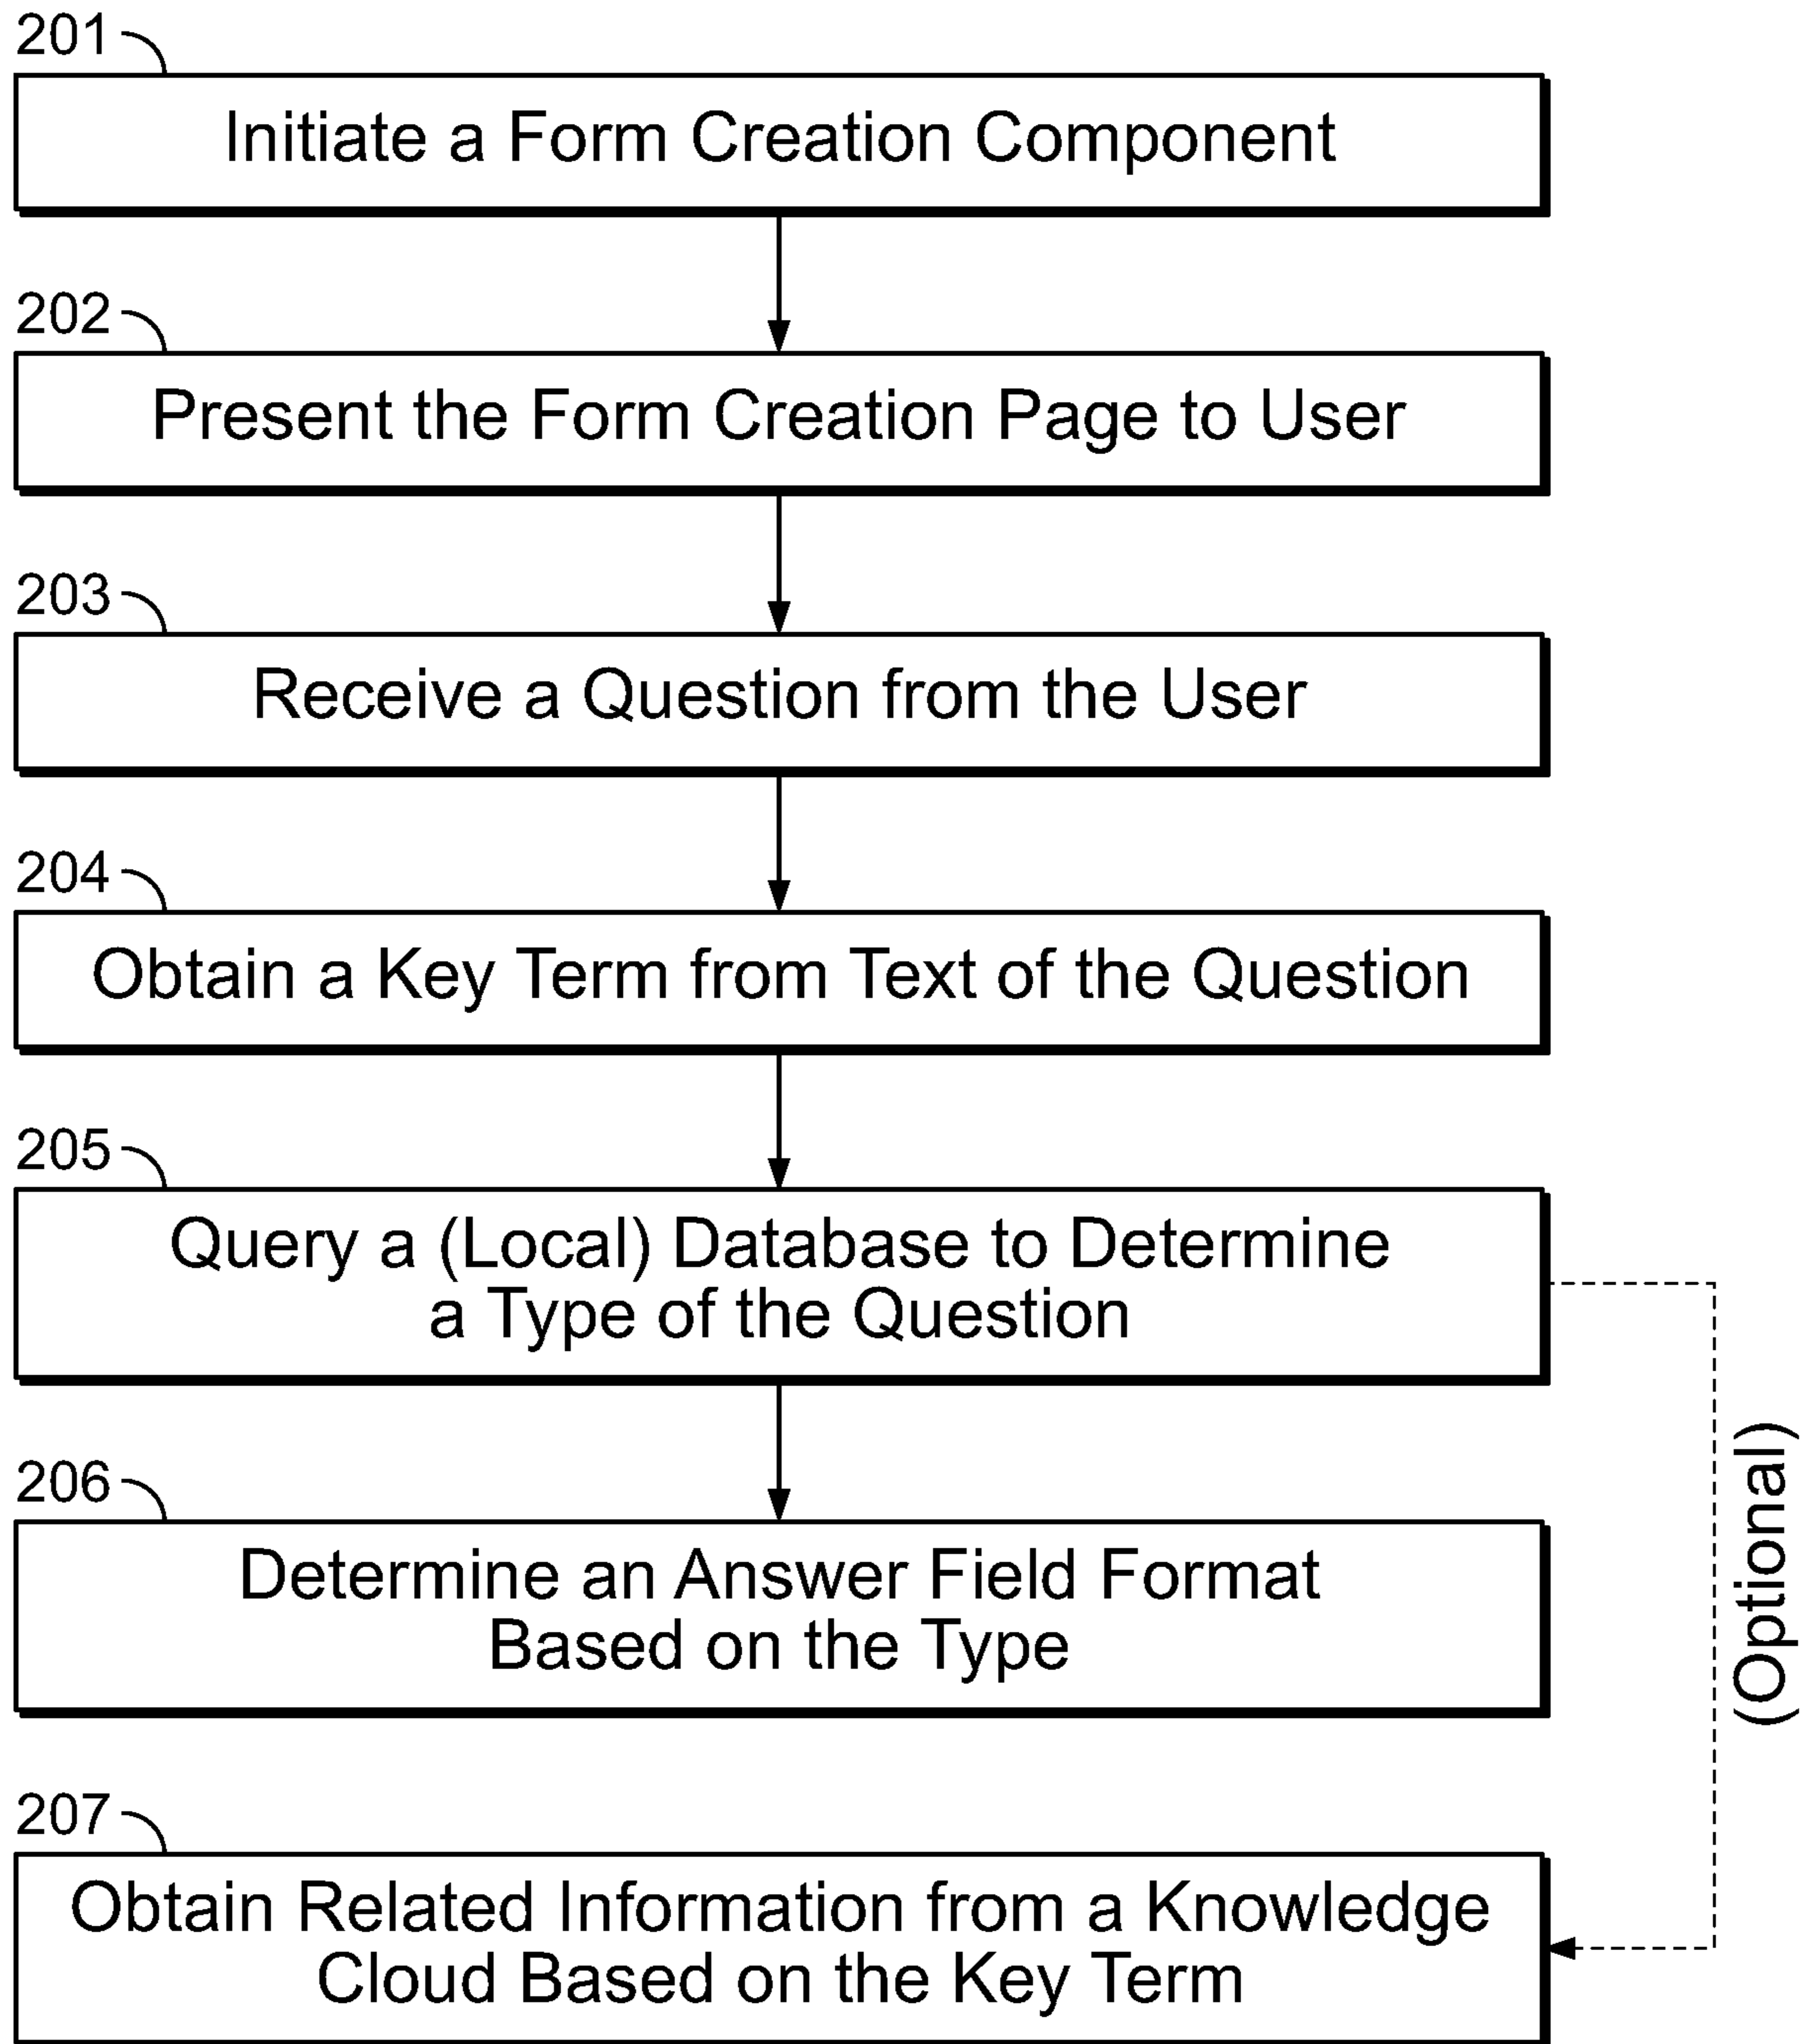 201
Initiate a Form Creation Component
202
Present the Form Creation Page to User
203
Receive a Question from the User
204
Obtain a Key Term from Text of the Question
205
Query a (Local) Database to Determine
a Type of the Question
206
Determine an Answer Field Format
Based on the Type
(Optional)
207
Obtain Related Information from a Knowledge
Cloud Based on the Key Term